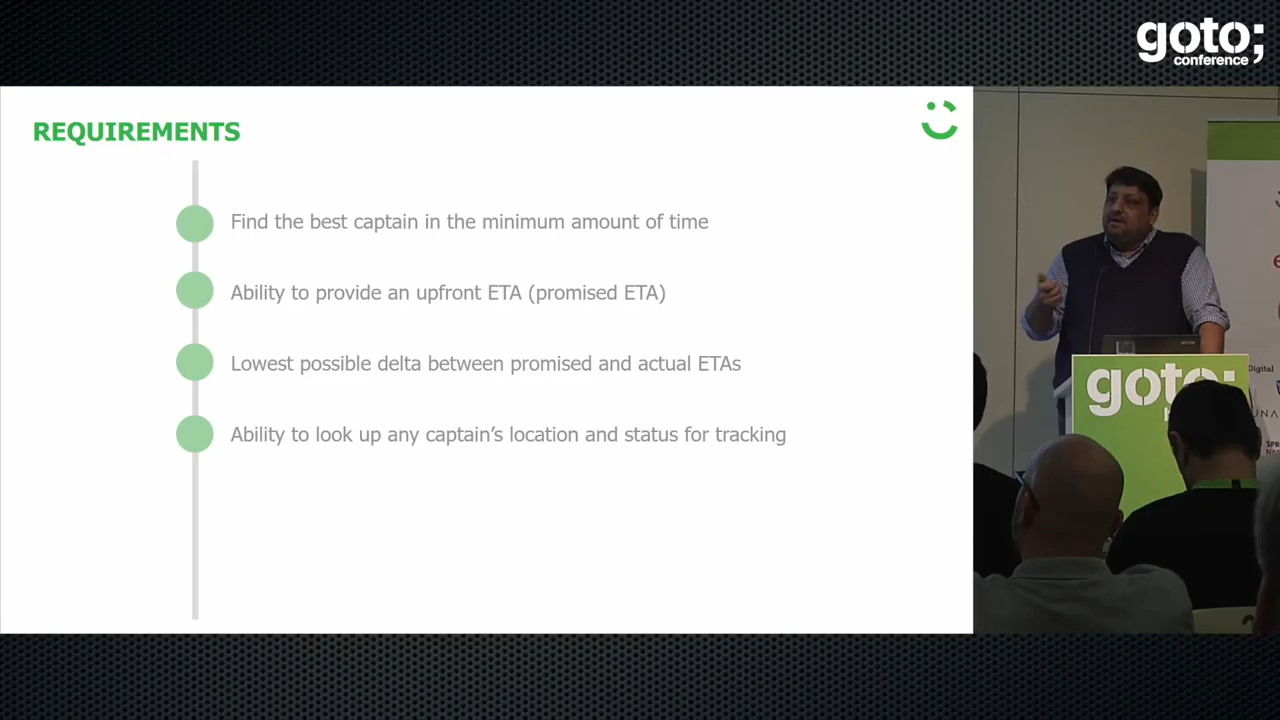 goto;
conference
REQUIREMENTS
Find the best captain in the minimum amount of time
Ability to provide an upfront ETA (promised ETA)
Lowest possible delta between promised and actual ETAs
Ability to look up any captain's location and status for tracking
goto;
Digital